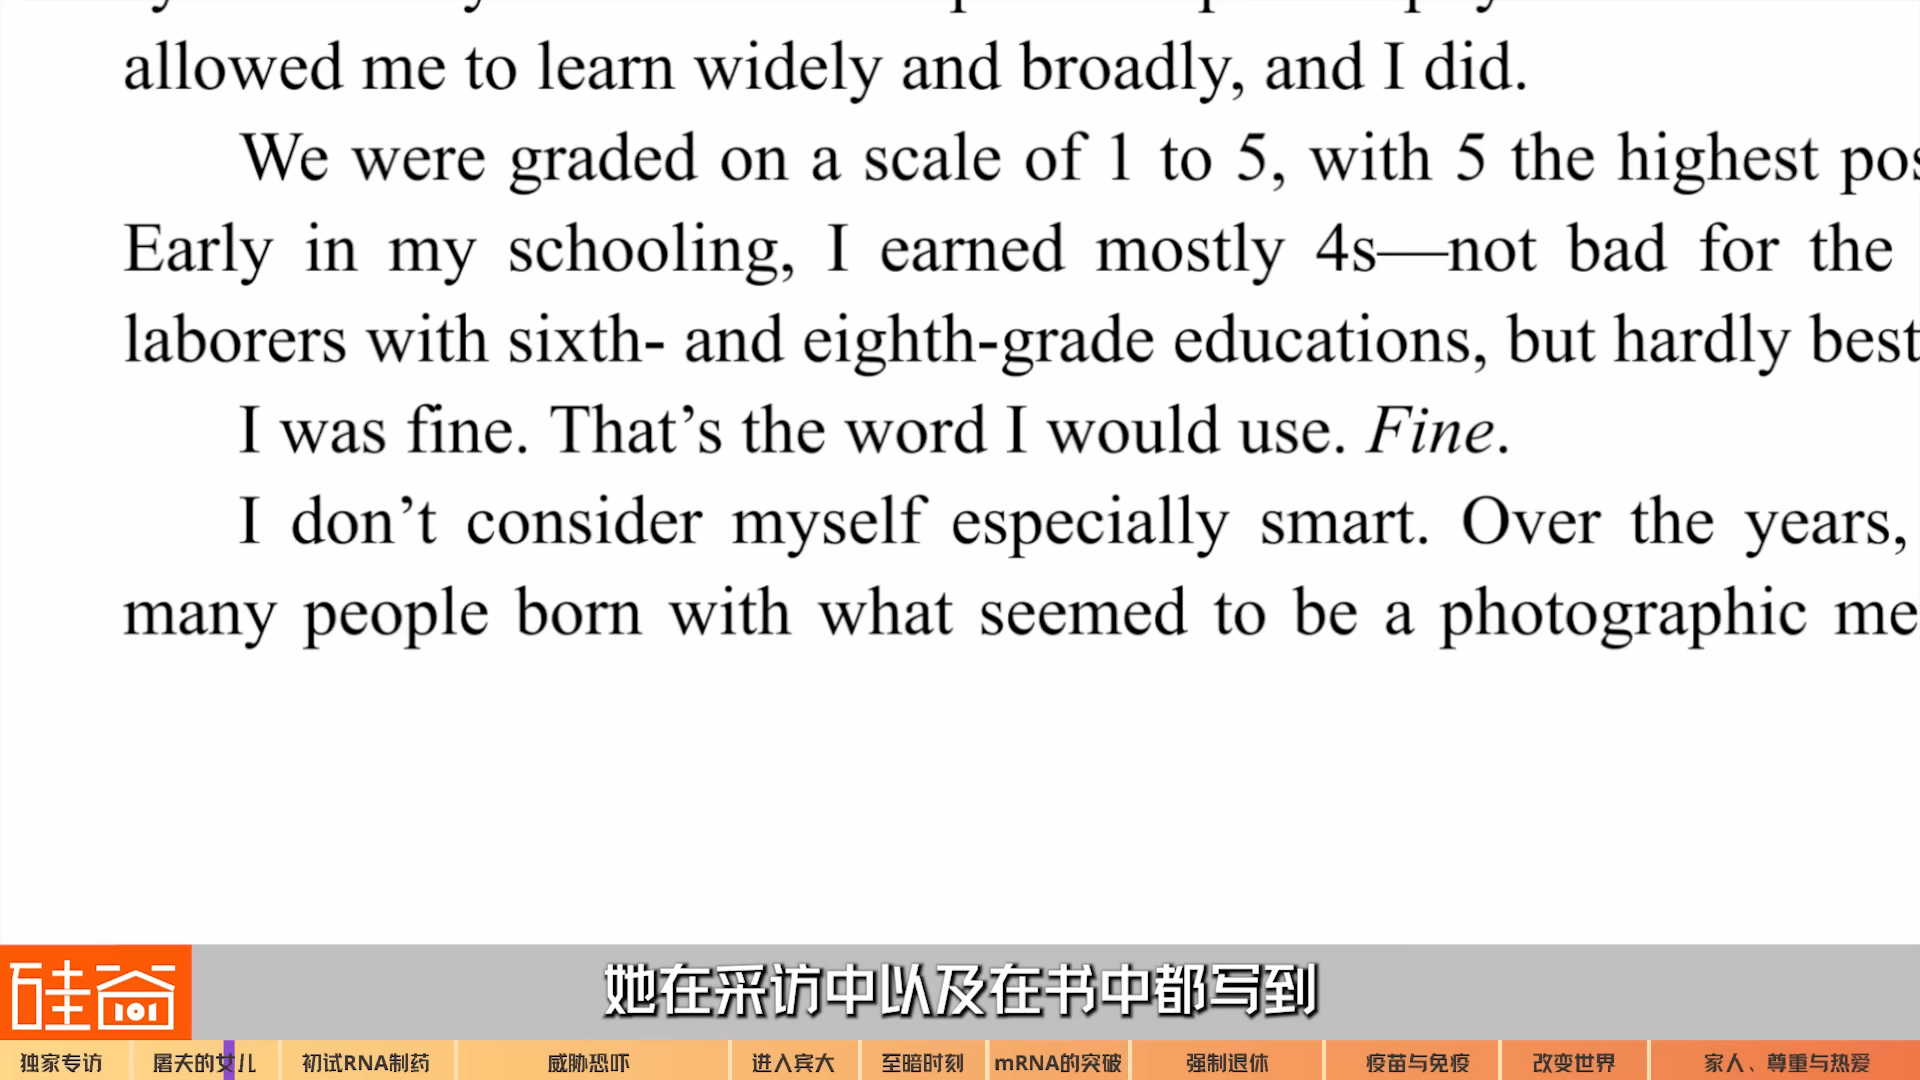 allowed me to learn widely and broadly, and I did.
We were graded on a scale of 1 to 5, with 5 the highest
Early in my schooling, I earned mostly 4s—not bad for the
laborers with sixth- and eighth-grade educations, but hardly best
I was fine. That’s the word I would use. Fine.
I don’t consider myself especially smart. Over the years,
many people born with what seemed to be a photographic me
硅谷101
她在采访中以及在书中都写到
独家专访 屠夫的女儿 初试RNA制药 威胁恐吓 进入宾大 至暗时刻 mRNA的突破 强制退休 疫苗与免疫 改变世界 家人、尊重与热爱